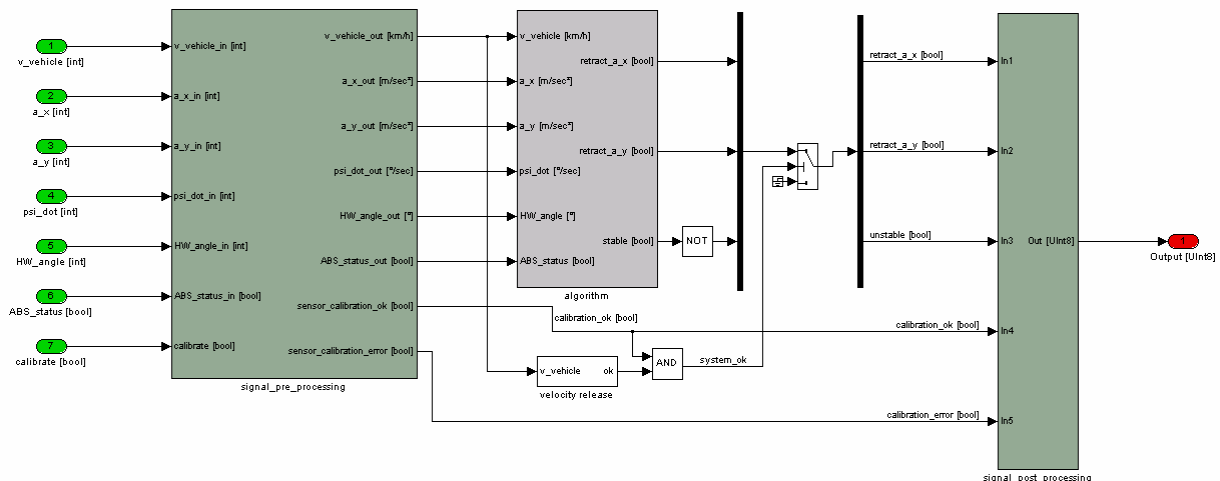 1
v_vehicle [int]
2
a_x [int]
3
a_y [int]
4
psi_dot [int]
5
HW_angle [int]
6
ABS_status [bool]
7
calibrate [bool]
v_vehicle_in [int]
a_x_in [int]
a_y_in [int]
psi_dot_in [int]
HW_angle_in [int]
ABS_status_in [bool]
calibrate [bool]
v_vehicle_out [km/h]
a_x_out [m/sec²]
a_y_out [m/sec²]
psi_dot_out [°/sec]
HW_angle_out [°]
ABS_status_out [bool]
sensor_calibration_ok [bool]
sensor_calibration_error [bool]
signal_pre_processing
v_vehicle [km/h]
a_x [m/sec²]
a_y [m/sec²]
psi_dot [°/sec]
HW_angle [°]
ABS_status [bool]
retract_a_x [bool]
retract_a_y [bool]
stable [bool]
algorithm
NOT
calibration_ok [bool]
v_vehicle
ok
velocity release
AND
system_ok
retract_a_x [bool]
retract_a_y [bool]
unstable [bool]
calibration_ok [bool]
calibration_error [bool]
In1
In2
In3
In4
In5
Out [UInt8]
signal_post_processing
1
Output [UInt8]